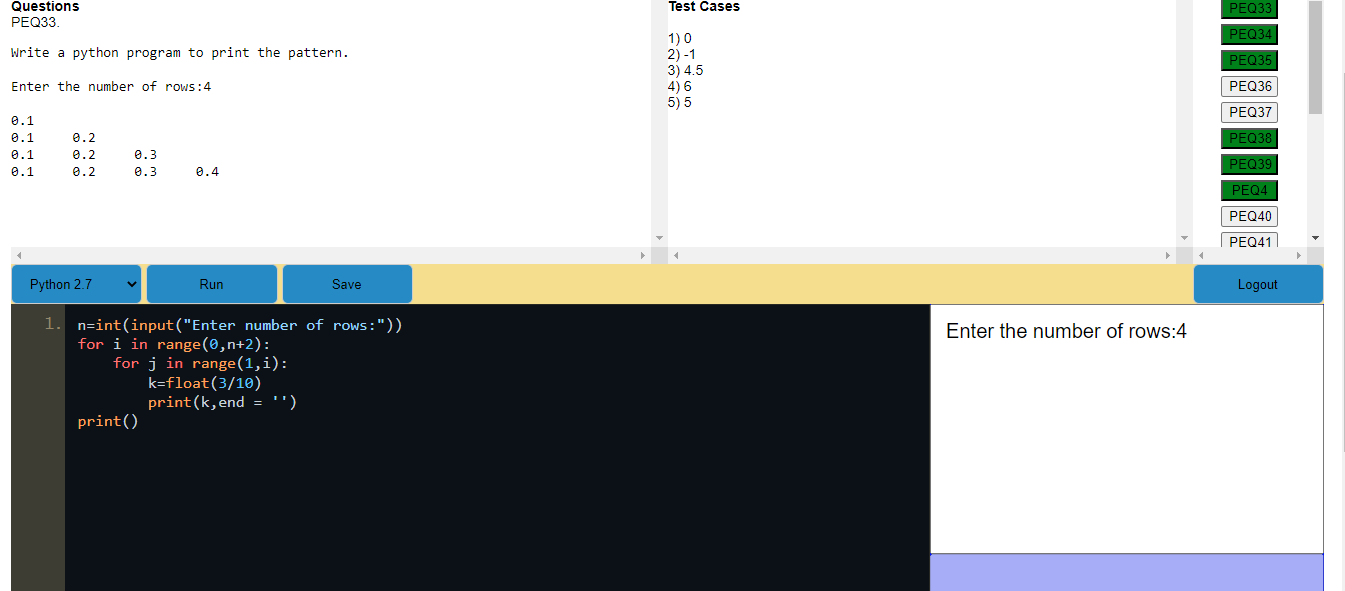 Questions
PEQ33.
Write a python program to print the pattern.
Enter the number of rows:4
0.1
0.1 0.2
0.1 0.2 0.3
0.1 0.2 0.3 0.4
Test Cases
1) 0
2) -1
3) 4.5
4) 6
5) 5
PEQ33
PEQ34
PEQ35
PEQ36
PEQ37
PEQ38
PEQ39
PEQ4
PEQ40
PEQ41
Python 2.7
Run
Save
Logout
1.
n=int(input("Enter number of rows:"))
for i in range(0,n+2):
    for j in range(1,i):
        k=float(3/10)
        print(k,end = '')
print()
Enter the number of rows:4